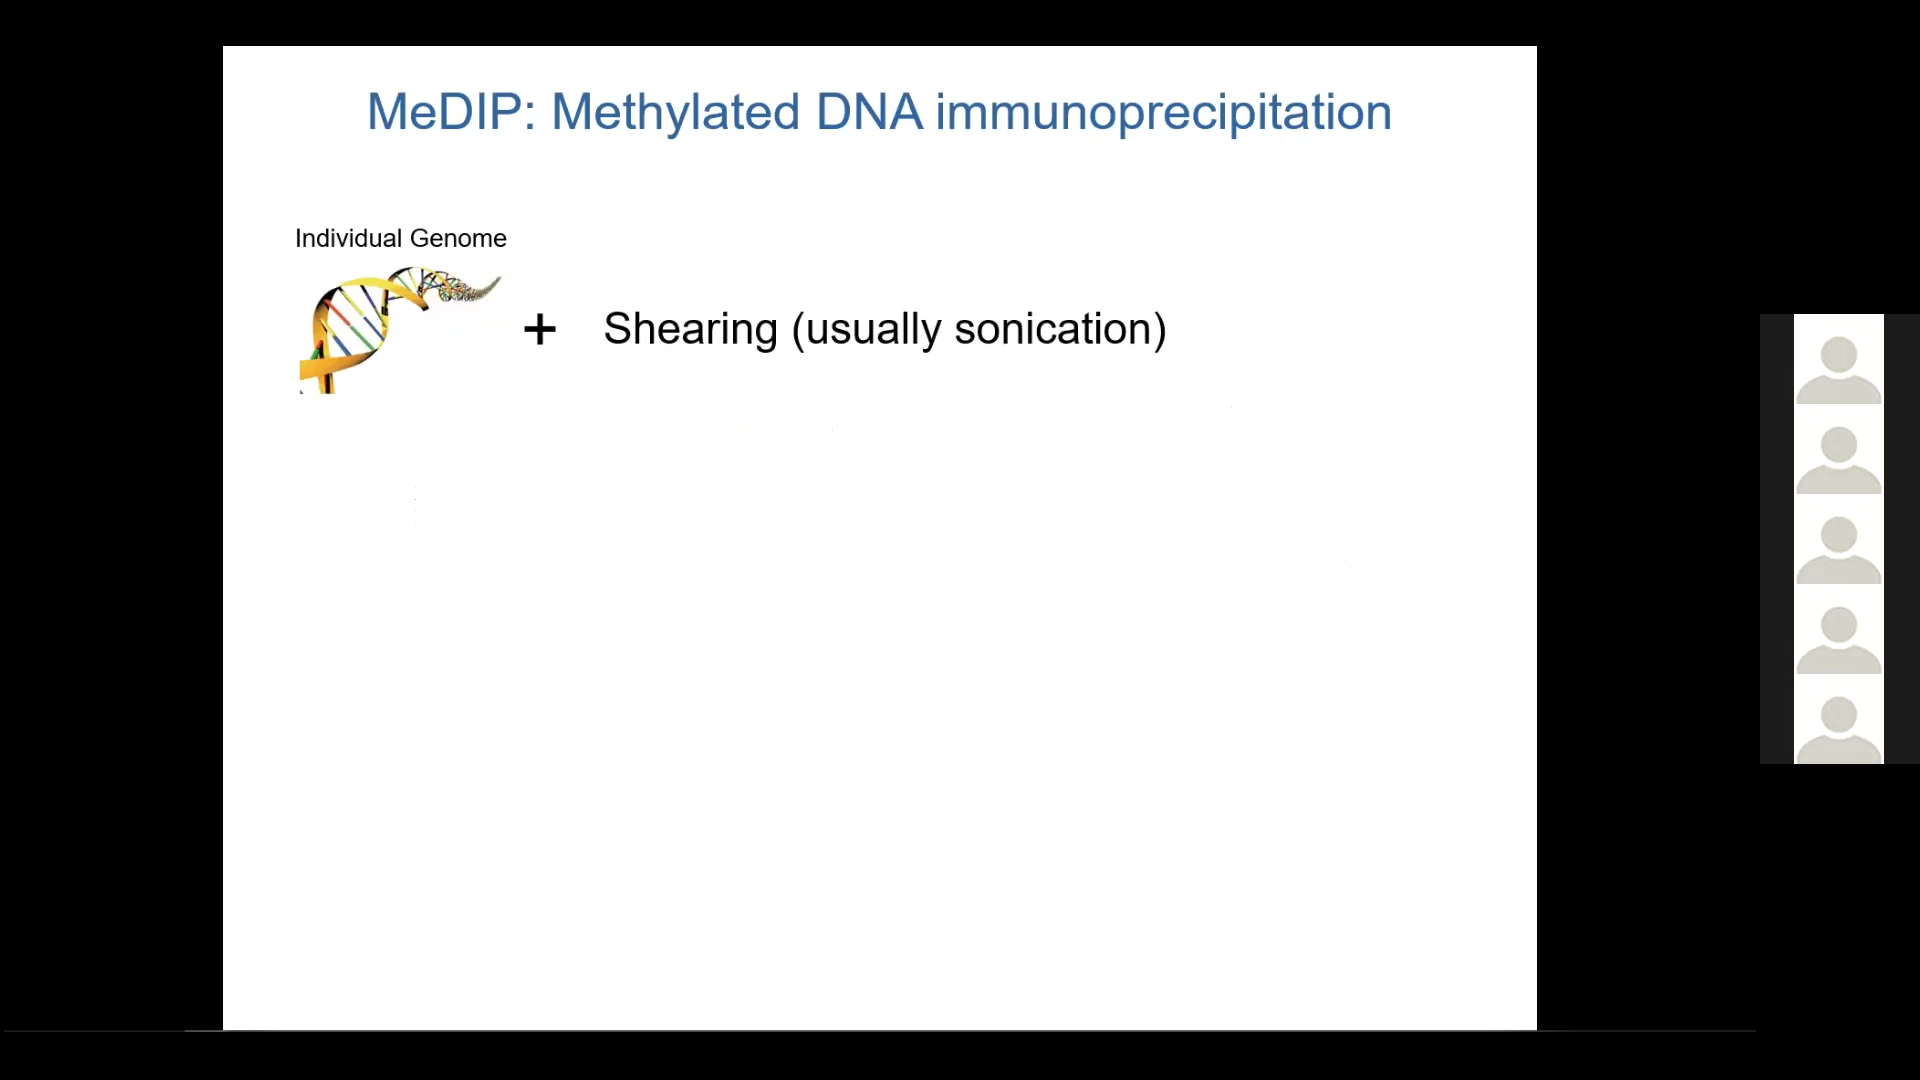 MeDIP: Methylated DNA immunoprecipitation
Individual Genome
+ Shearing (usually sonication)